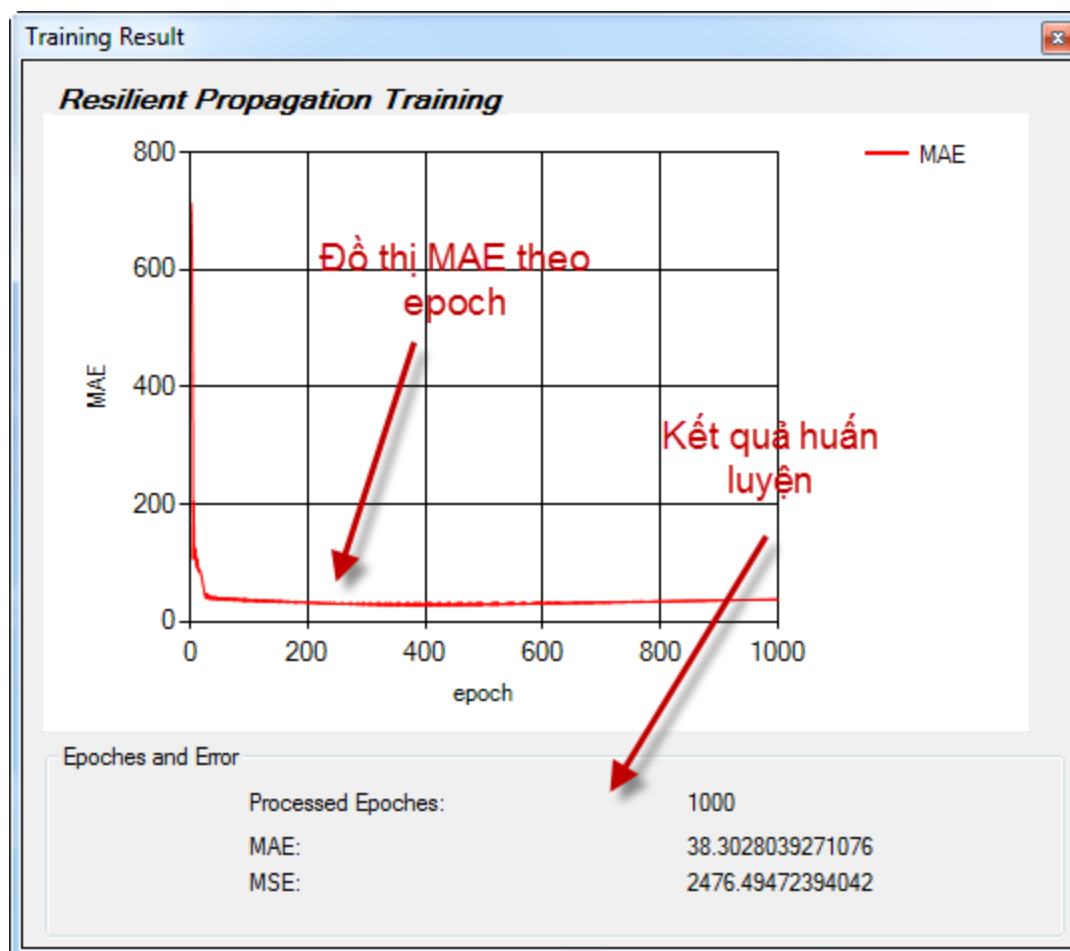 Training Result
Resilient Propagation Training
800
MAE
600
Đồ thị MAE theo
epoch
MAE
400
Kết quả huấn
luyện
200
0
0 200 400 600 800 1000
epoch
Epoches and Error
Processed Epoches: 1000
MAE: 38.3028039271076
MSE: 2476.49472394042